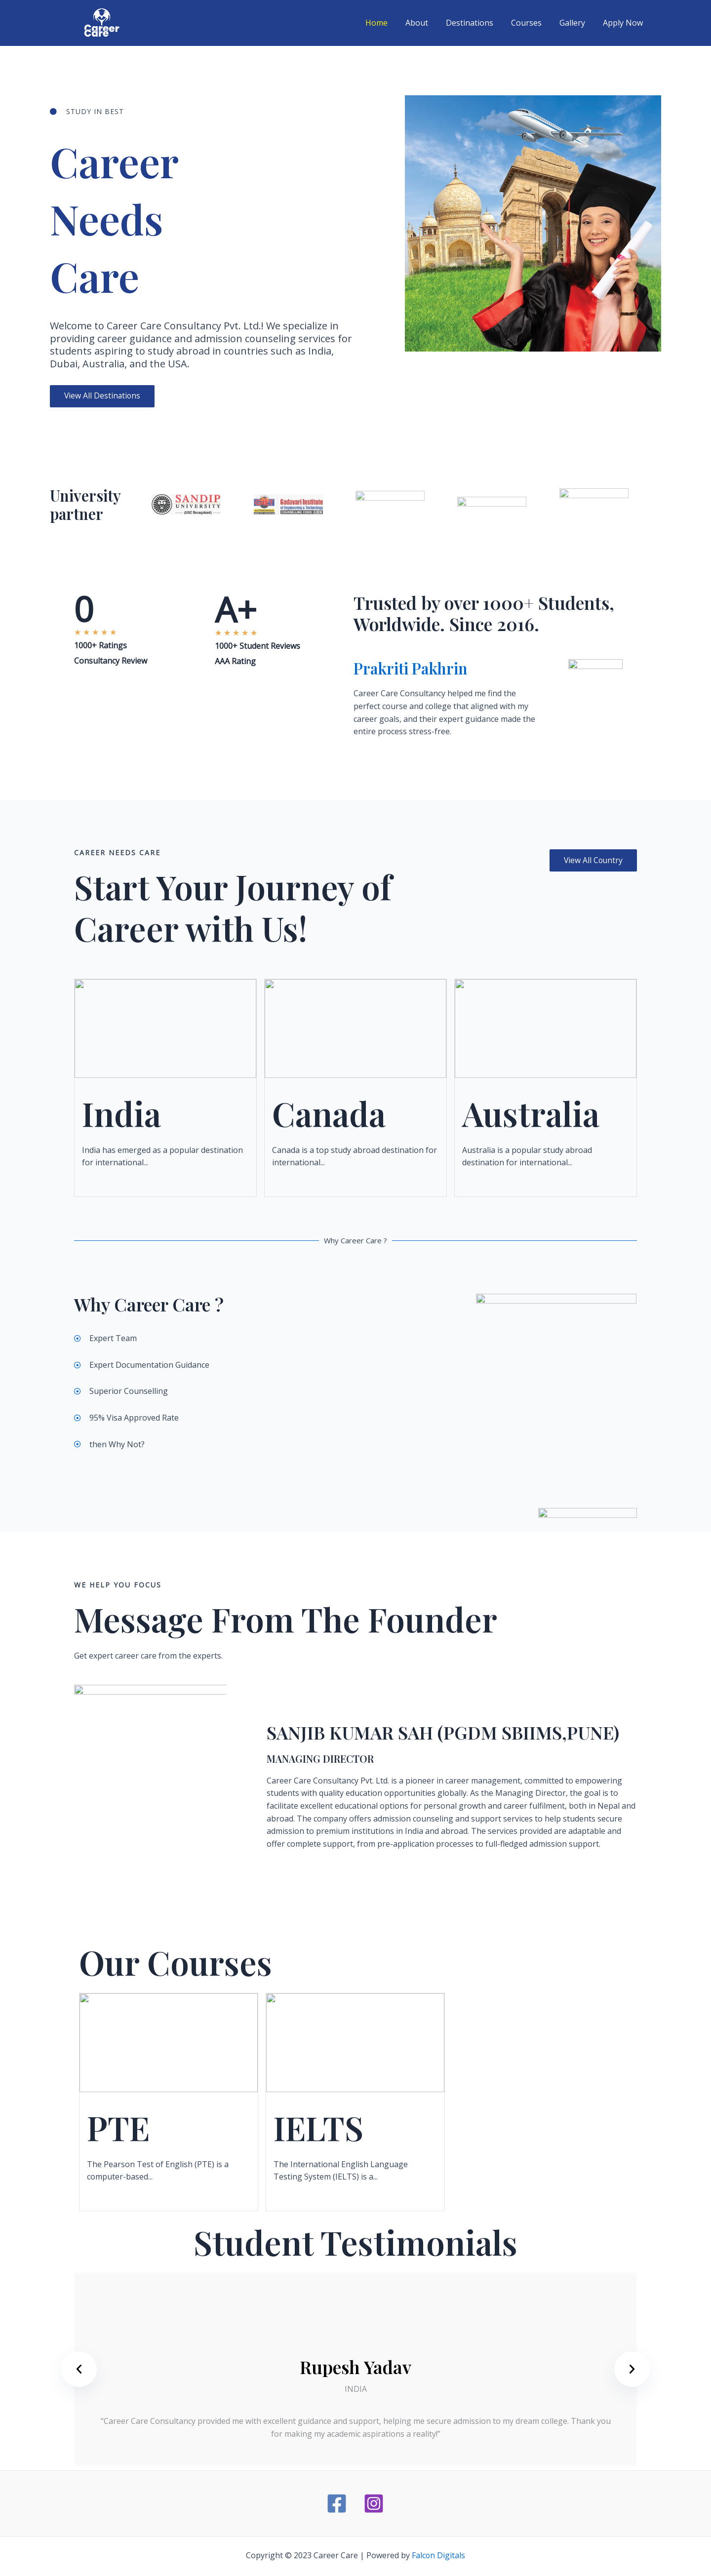 Career
Care
Home
About
Destinations
Courses
Gallery
Apply Now
STUDY IN BEST
Career
Needs
Care
Welcome to Career Care Consultancy Pvt. Ltd.! We specialize in
providing career guidance and admission counseling services for
students aspiring to study abroad in countries such as India,
Dubai, Australia, and the USA.
View All Destinations
University
partner
SANDIP
UNIVERSITY
(UGC Recognised)
Godavari Institute
of Engineering & Technology
0
1000+ Ratings
Consultancy Review
A+
1000+ Student Reviews
AAA Rating
Trusted by over 1000+ Students,
Worldwide. Since 2016.
Prakriti Pakhrin
Career Care Consultancy helped me find the
perfect course and college that aligned with my
career goals, and their expert guidance made the
entire process stress-free.
CAREER NEEDS CARE
Start Your Journey of
Career with Us!
View All Country
India
India has emerged as a popular destination
for international...
Canada
Canada is a top study abroad destination for
international...
Australia
Australia is a popular study abroad
destination for international...
Why Career Care ?
Why Career Care ?
Expert Team
Expert Documentation Guidance
Superior Counselling
95% Visa Approved Rate
then Why Not?
WE HELP YOU FOCUS
Message From The Founder
Get expert career care from the experts.
SANJIB KUMAR SAH (PGDM SBIIMS,PUNE)
MANAGING DIRECTOR
Career Care Consultancy Pvt. Ltd. is a pioneer in career management, committed to empowering
students with quality education opportunities globally. As the Managing Director, the goal is to
facilitate excellent educational options for personal growth and career fulfilment, both in Nepal and
abroad. The company offers admission counseling and support services to help students secure
admission to premium institutions in India and abroad. The services provided are adaptable and
offer complete support, from pre-application processes to full-fledged admission support.
Our Courses
PTE
The Pearson Test of English (PTE) is a
computer-based...
IELTS
The International English Language
Testing System (IELTS) is a...
Student Testimonials
Rupesh Yadav
INDIA
"Career Care Consultancy provided me with excellent guidance and support, helping me secure admission to my dream college. Thank you
for making my academic aspirations a reality!"
Copyright © 2023 Career Care | Powered by Falcon Digitals